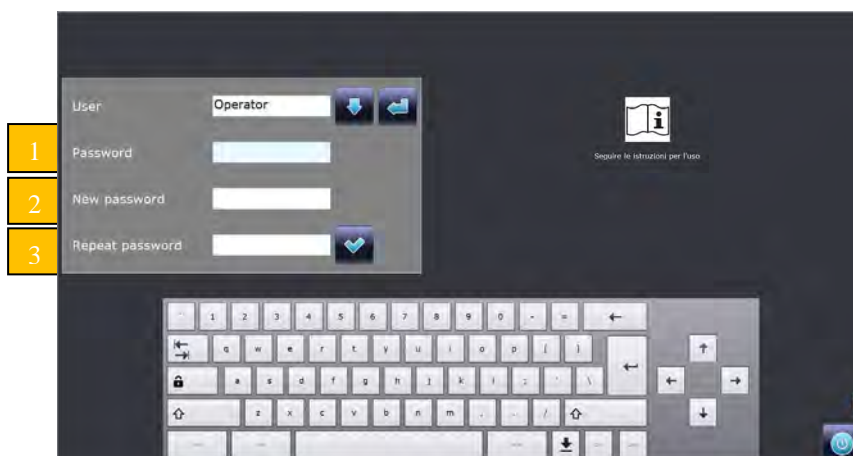 User Operator
1 Password
2 New password
3 Repeat password
i
Seguire le istruzioni per l'uso
1 2 3 4 5 6 7 8 9 0 - =
q w e r t y u i o p [ ]
a s d f g h j k l ; ' \
z x c v b n m , . /